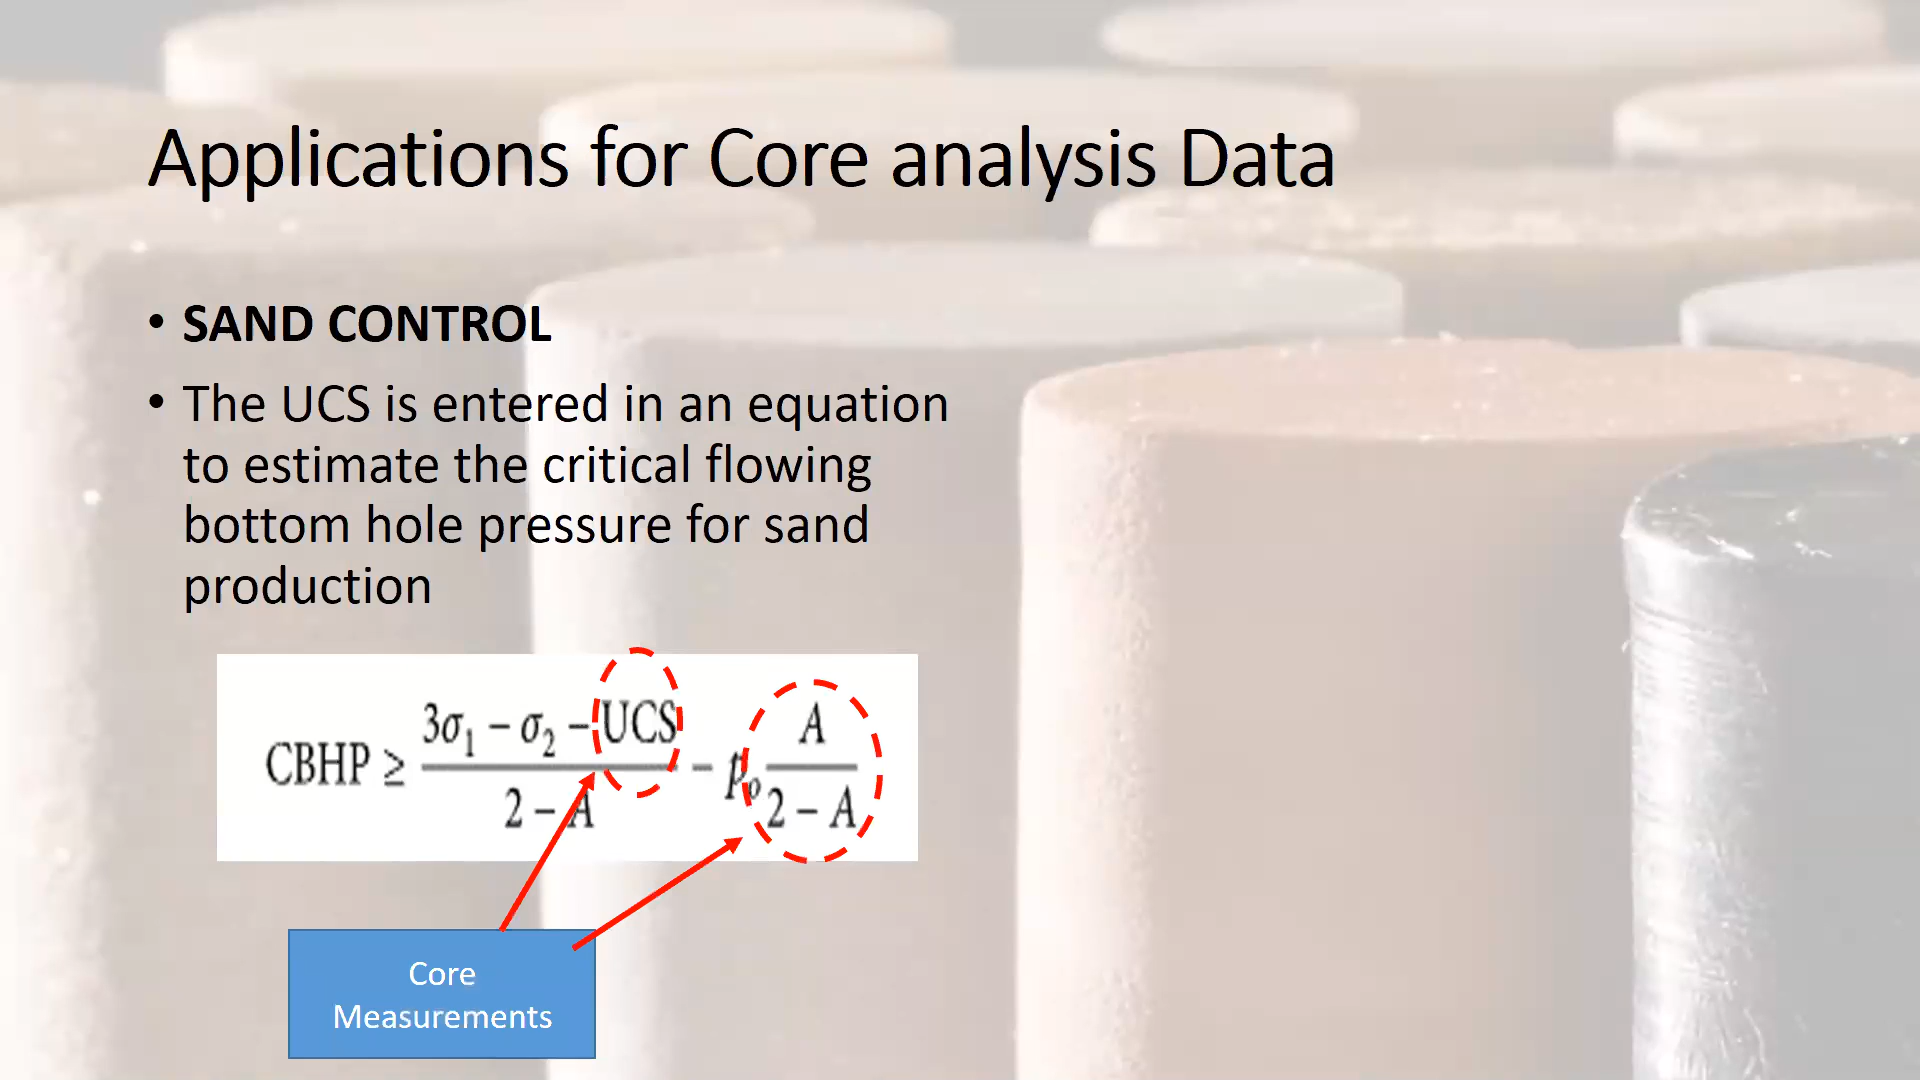 Applications for Core analysis Data
• SAND CONTROL
• The UCS is entered in an equation
to estimate the critical flowing
bottom hole pressure for sand
production
CBHP ≥ (3σ₁ − σ₂ − UCS) / (2 − A) − pₒ A / (2 − A)
Core
Measurements